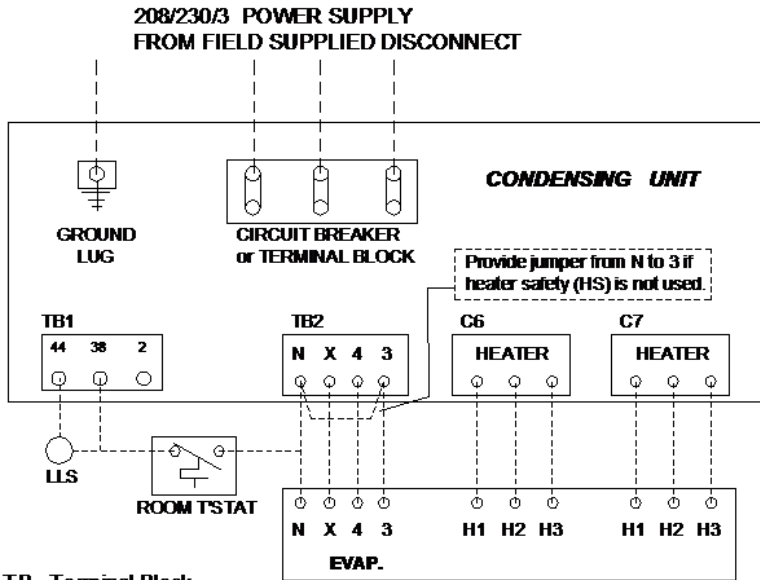 208/230/3 POWER SUPPLY
FROM FIELD SUPPLIED DISCONNECT
CONDENSING UNIT
GROUND
LUG
CIRCUIT BREAKER
or TERMINAL BLOCK
Provide jumper from N to 3 if
heater safety (HS) is not used.
TB1
TB2
C6
C7
44 38 2
N X 4 3
HEATER
HEATER
LLS
ROOM T'STAT
N X 4 3
H1 H2 H3
H1 H2 H3
EVAP.
TB - Terminal Block